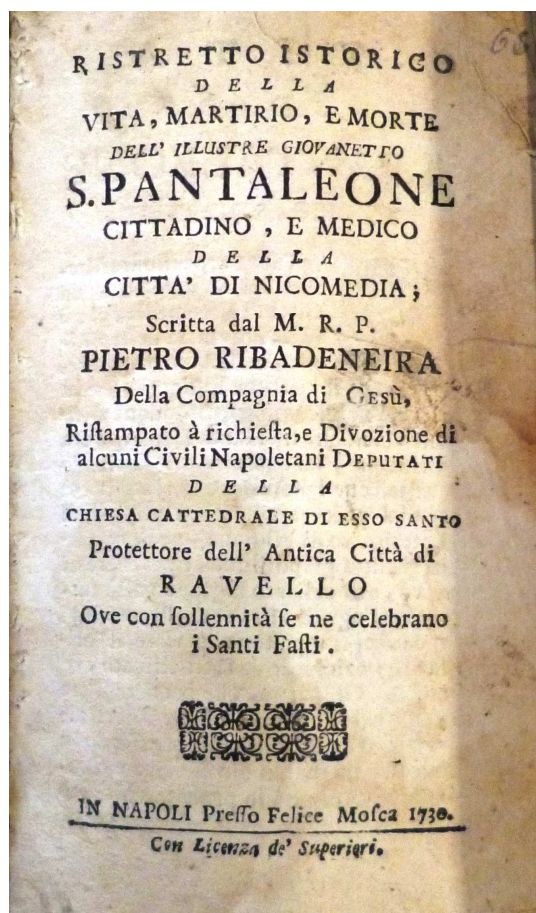 68
RISTRETTO ISTORICO
DELLA
VITA, MARTIRIO, E MORTE
DELL' ILLUSTRE GIOVANETTO
S. PANTALEONE
CITTADINO, E MEDICO
DELLA
CITTA' DI NICOMEDIA;
Scritta dal M. R. P.
PIETRO RIBADENEIRA
Della Compagnia di GESÙ,
Riſtampato à richieſta, e Divozione di
alcuni Civili Napoletani DEPUTATI
DELLA
CHIESA CATTEDRALE DI ESSO SANTO
Protettore dell' Antica Città di
RAVELLO
Ove con ſollennità ſe ne celebrano
i Santi Faſti.
IN NAPOLI Preſſo Felice Moſca 1730.
Con Licenza de' Superiori.